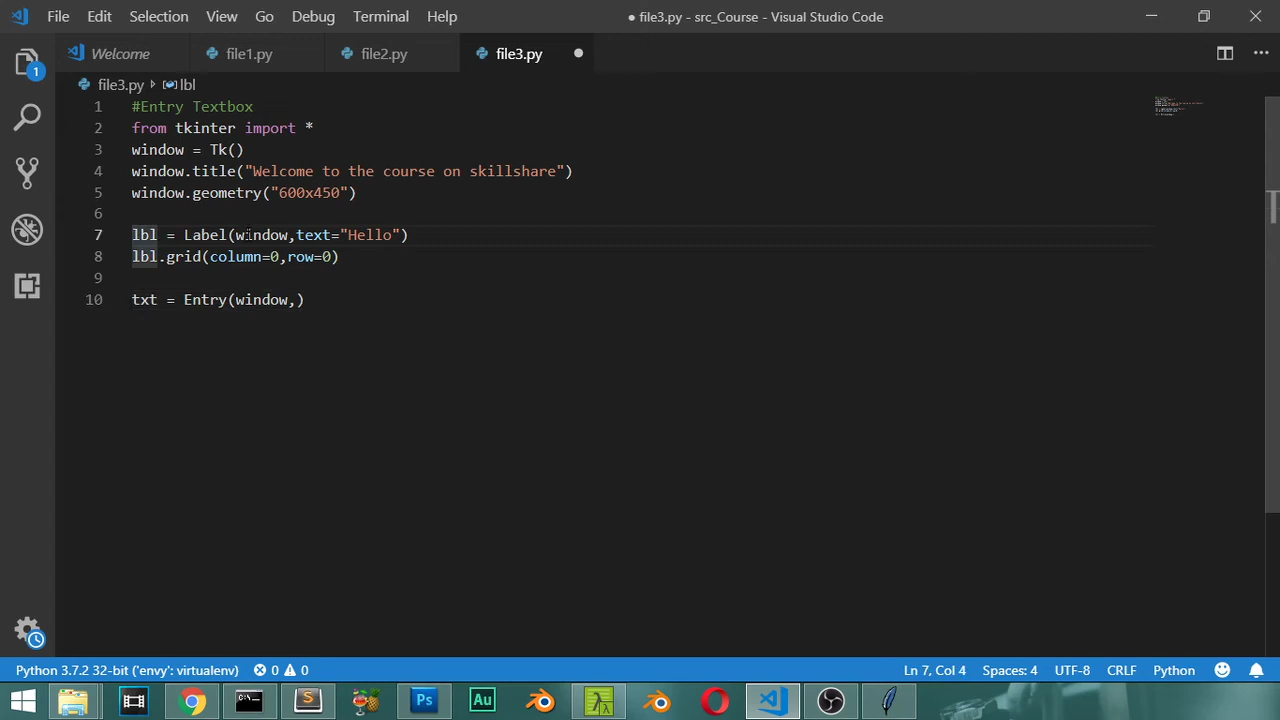 File Edit Selection View Go Debug Terminal Help ● file3.py - src_Course - Visual Studio Code
Welcome file1.py file2.py file3.py
file3.py lbl
1 #Entry Textbox
2 from tkinter import *
3 window = Tk()
4 window.title("Welcome to the course on skillshare")
5 window.geometry("600x450")
6
7 lbl = Label(window,text="Hello")
8 lbl.grid(column=0,row=0)
9
10 txt = Entry(window,)
1
Python 3.7.2 32-bit ('envy': virtualenv) 0 0 Ln 7, Col 4 Spaces: 4 UTF-8 CRLF Python
Ps Au